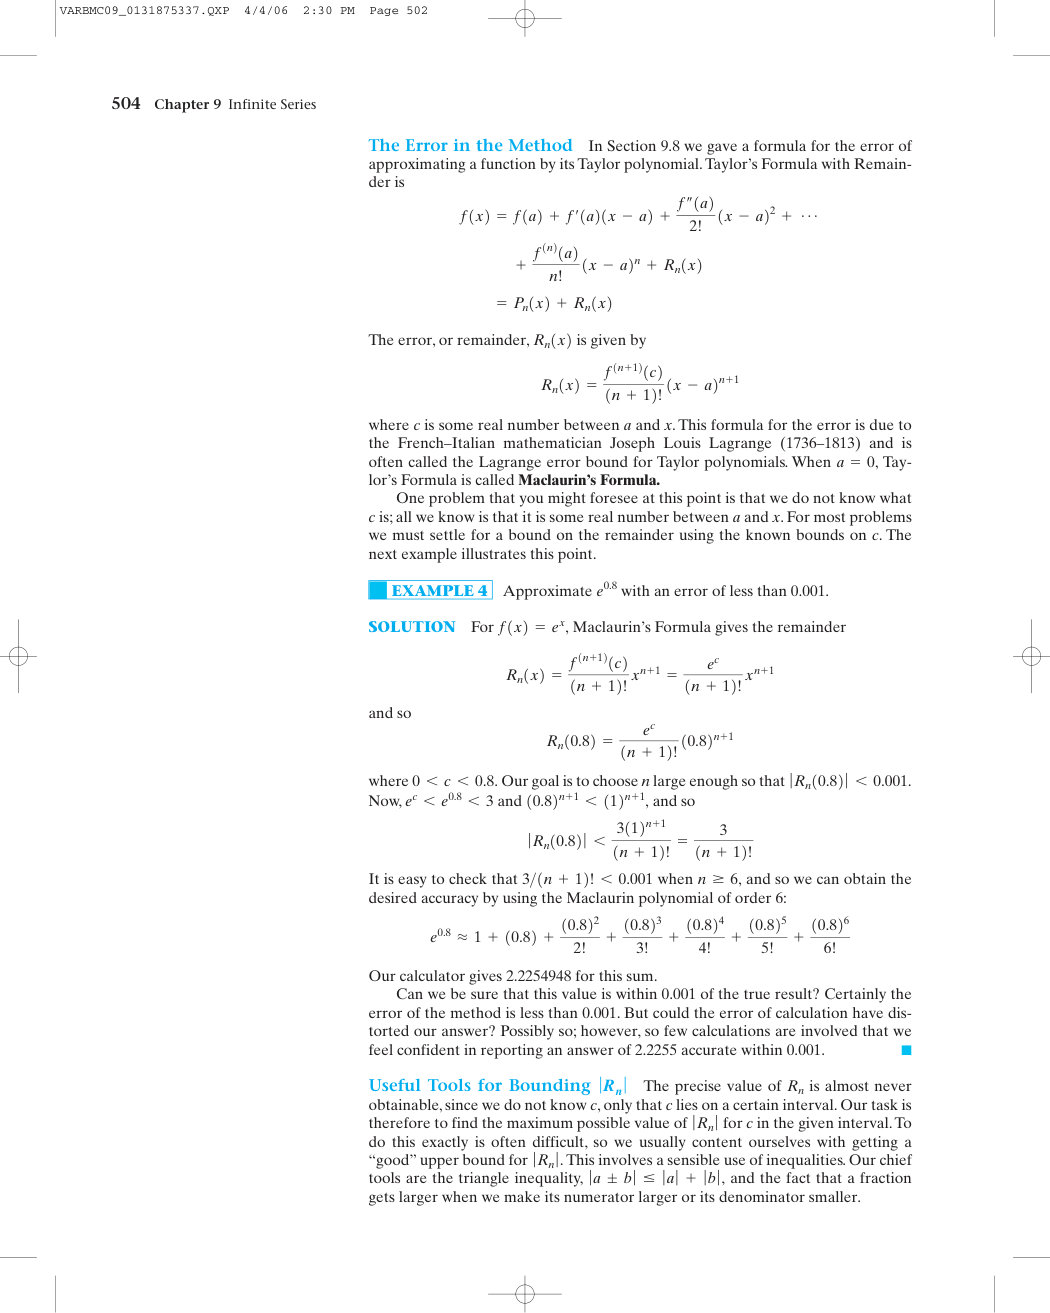 VARBMC09_0131875337.QXP 4/4/06 2:30 PM Page 502
504 Chapter 9 Infinite Series
The Error in the Method In Section 9.8 we gave a formula for the error of
approximating a function by its Taylor polynomial. Taylor's Formula with Remain-
der is
f(x) = f(a) + f′(a)(x − a) + f″(a)/2! (x − a)² + ⋯
+ f⁽ⁿ⁾(a)/n! (x − a)ⁿ + Rₙ(x)
= Pₙ(x) + Rₙ(x)
The error, or remainder, Rₙ(x) is given by
Rₙ(x) = f⁽ⁿ⁺¹⁾(c)/(n + 1)! (x − a)ⁿ⁺¹
where c is some real number between a and x. This formula for the error is due to
the French–Italian mathematician Joseph Louis Lagrange (1736–1813) and is
often called the Lagrange error bound for Taylor polynomials. When a = 0, Tay-
lor's Formula is called Maclaurin's Formula.
One problem that you might foresee at this point is that we do not know what
c is; all we know is that it is some real number between a and x. For most problems
we must settle for a bound on the remainder using the known bounds on c. The
next example illustrates this point.
EXAMPLE 4 Approximate e^0.8 with an error of less than 0.001.
SOLUTION For f(x) = eˣ, Maclaurin's Formula gives the remainder
Rₙ(x) = f⁽ⁿ⁺¹⁾(c)/(n + 1)! xⁿ⁺¹ = e^c/(n + 1)! xⁿ⁺¹
and so
Rₙ(0.8) = e^c/(n + 1)! (0.8)ⁿ⁺¹
where 0 < c < 0.8. Our goal is to choose n large enough so that |Rₙ(0.8)| < 0.001.
Now, e^c < e^0.8 < 3 and (0.8)ⁿ⁺¹ < (1)ⁿ⁺¹, and so
|Rₙ(0.8)| < 3(1)ⁿ⁺¹/(n + 1)! = 3/(n + 1)!
It is easy to check that 3/(n + 1)! < 0.001 when n ≥ 6, and so we can obtain the
desired accuracy by using the Maclaurin polynomial of order 6:
e^0.8 ≈ 1 + (0.8) + (0.8)²/2! + (0.8)³/3! + (0.8)⁴/4! + (0.8)⁵/5! + (0.8)⁶/6!
Our calculator gives 2.2254948 for this sum.
Can we be sure that this value is within 0.001 of the true result? Certainly the
error of the method is less than 0.001. But could the error of calculation have dis-
torted our answer? Possibly so; however, so few calculations are involved that we
feel confident in reporting an answer of 2.2255 accurate within 0.001.
Useful Tools for Bounding |Rₙ| The precise value of Rₙ is almost never
obtainable, since we do not know c, only that c lies on a certain interval. Our task is
therefore to find the maximum possible value of |Rₙ| for c in the given interval. To
do this exactly is often difficult, so we usually content ourselves with getting a
“good” upper bound for |Rₙ|. This involves a sensible use of inequalities. Our chief
tools are the triangle inequality, |a ± b| ≤ |a| + |b|, and the fact that a fraction
gets larger when we make its numerator larger or its denominator smaller.